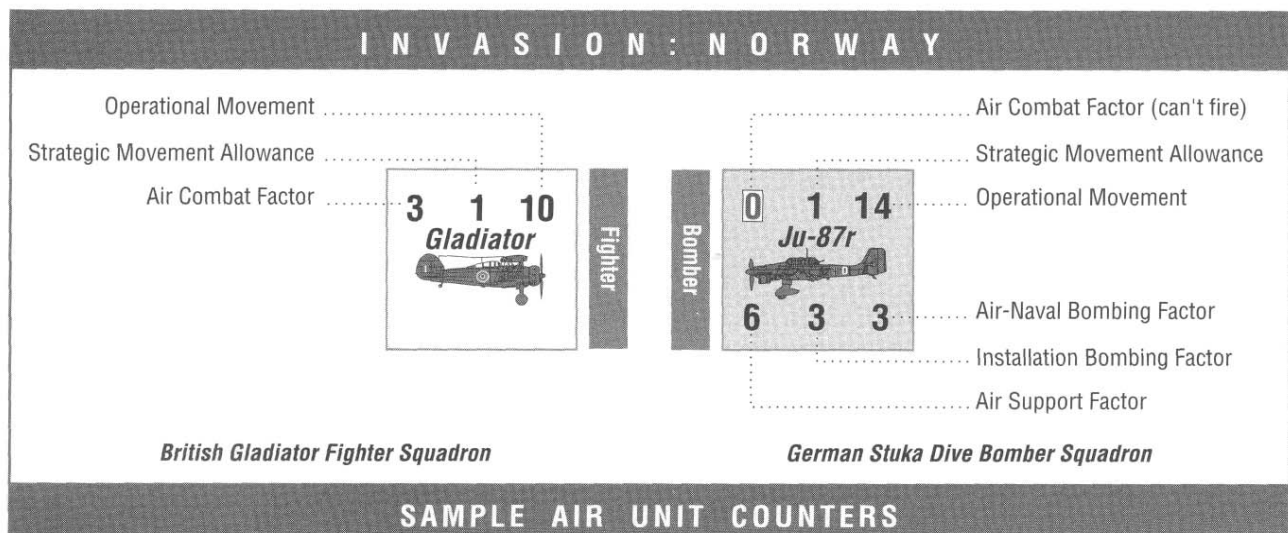 INVASION: NORWAY
Operational Movement
Strategic Movement Allowance
Air Combat Factor
3 1 10
Gladiator
Fighter
British Gladiator Fighter Squadron
Bomber
0 1 14
Ju-87r
6 3 3
Air Combat Factor (can't fire)
Strategic Movement Allowance
Operational Movement
Air-Naval Bombing Factor
Installation Bombing Factor
Air Support Factor
German Stuka Dive Bomber Squadron
SAMPLE AIR UNIT COUNTERS